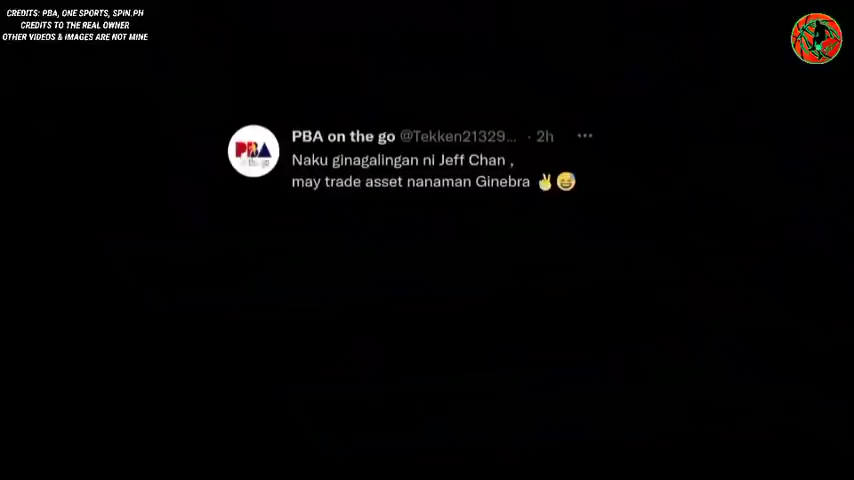 CREDITS: PBA, ONE SPORTS, SPIN.PH
CREDITS TO THE REAL OWNER
OTHER VIDEOS & IMAGES ARE NOT MINE
PBA on the go @Tekken21329... · 2h ...
Naku ginagalingan ni Jeff Chan ,
may trade asset nanaman Ginebra ✌️😅
PBA